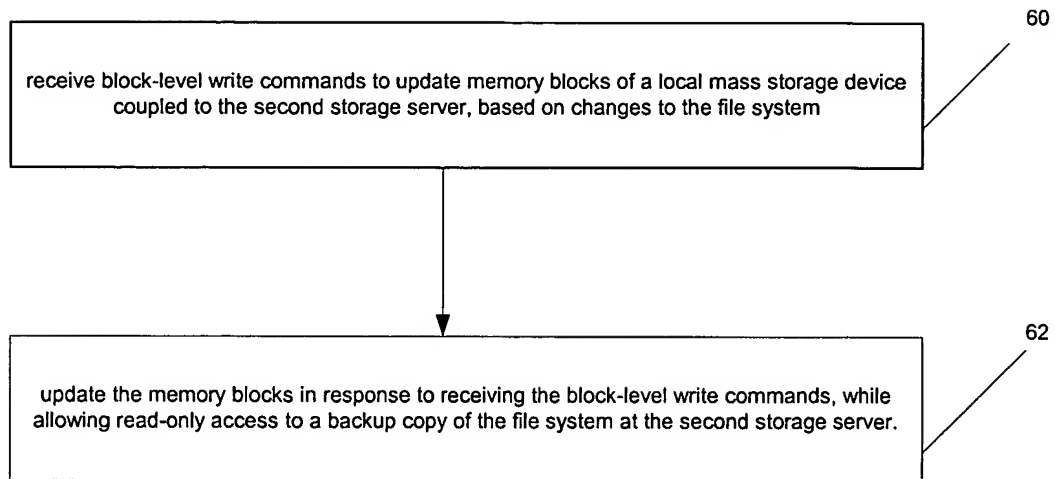 60
receive block-level write commands to update memory blocks of a local mass storage device
coupled to the second storage server, based on changes to the file system
62
update the memory blocks in response to receiving the block-level write commands, while
allowing read-only access to a backup copy of the file system at the second storage server.